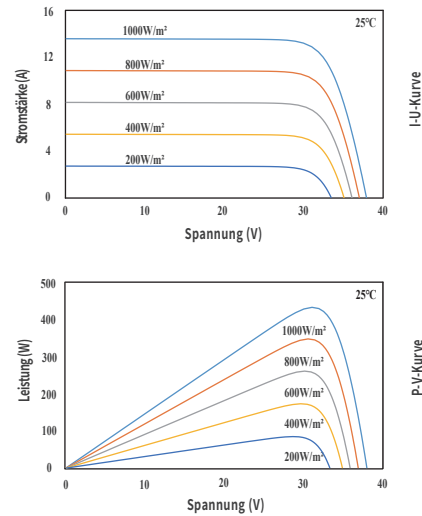 16
25°C
1000W/m²
12
800W/m²
Stromstärke (A)
8
600W/m²
400W/m²
4
200W/m²
0
0
10
20
30
40
Spannung (V)
I-U-Kurve
500
25°C
400
1000W/m²
300
800W/m²
Leistung (W)
200
600W/m²
400W/m²
100
200W/m²
0
0
10
20
30
40
Spannung (V)
P-V-Kurve